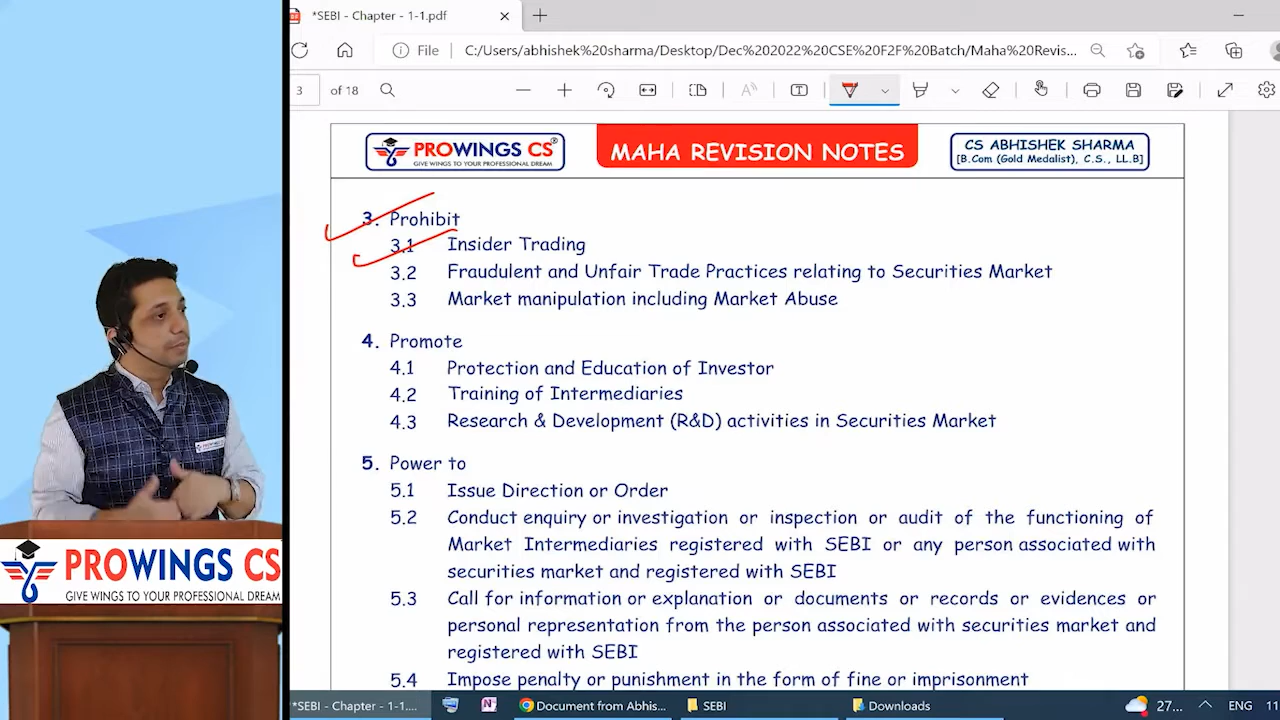 *SEBI - Chapter - 1-1.pdf
File
C:/Users/abhishek%20sharma/Desktop/Dec%202022%20CSE%20F2F%20Batch/Maha%20Revis...
3 of 18
PROWINGS CS
GIVE WINGS TO YOUR PROFESSIONAL DREAM
MAHA REVISION NOTES
CS ABHISHEK SHARMA
[B.Com (Gold Medalist), C.S., LL.B]
3. Prohibit
3.1 Insider Trading
3.2 Fraudulent and Unfair Trade Practices relating to Securities Market
3.3 Market manipulation including Market Abuse
4. Promote
4.1 Protection and Education of Investor
4.2 Training of Intermediaries
4.3 Research & Development (R&D) activities in Securities Market
5. Power to
5.1 Issue Direction or Order
5.2 Conduct enquiry or investigation or inspection or audit of the functioning of
Market Intermediaries registered with SEBI or any person associated with
securities market and registered with SEBI
5.3 Call for information or explanation or documents or records or evidences or
personal representation from the person associated with securities market and
registered with SEBI
5.4 Impose penalty or punishment in the form of fine or imprisonment
PROWINGS
PROWINGS CS
GIVE WINGS TO YOUR PROFESSIONAL DREAM
*SEBI - Chapter - 1-1....
Document from Abhis...
SEBI
Downloads
27...
ENG
11